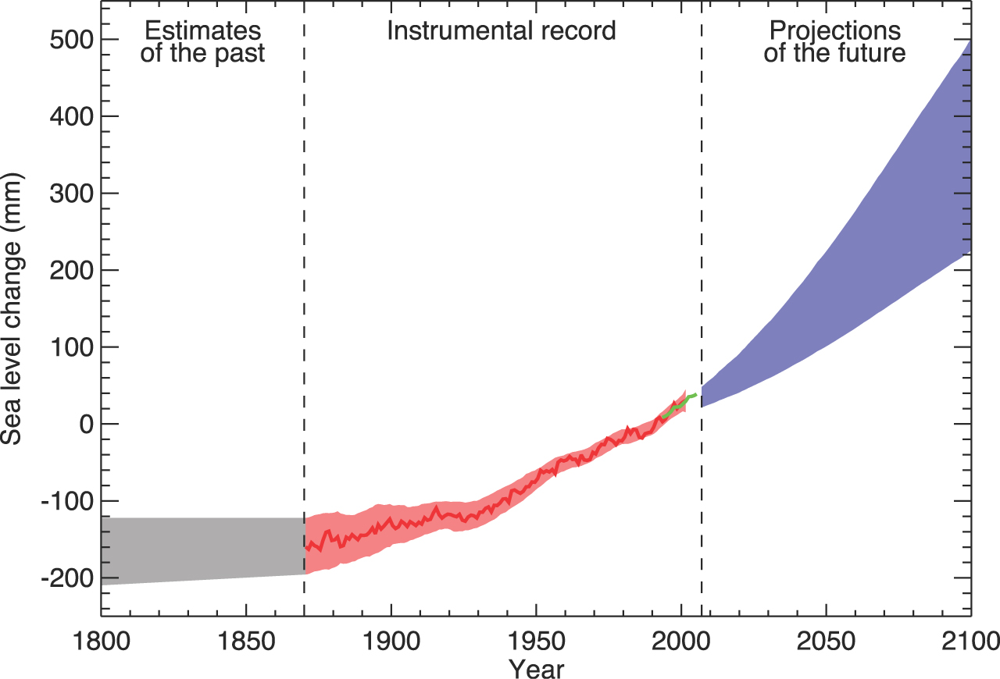 Estimates
of the past
Instrumental record
Projections
of the future
500
400
300
200
100
0
-100
-200
Sea level change (mm)
1800
1850
1900
1950
2000
2050
2100
Year